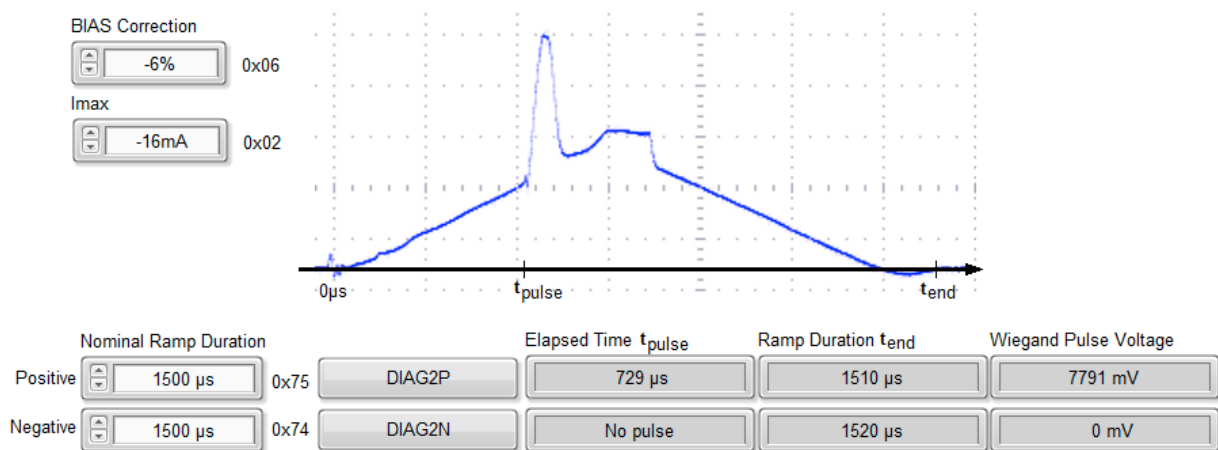 BIAS Correction
-6% 0x06
Imax
-16mA 0x02
0µs tpulse tend
Nominal Ramp Duration Elapsed Time tpulse Ramp Duration tend Wiegand Pulse Voltage
Positive 1500 µs 0x75 DIAG2P 729 µs 1510 µs 7791 mV
Negative 1500 µs 0x74 DIAG2N No pulse 1520 µs 0 mV